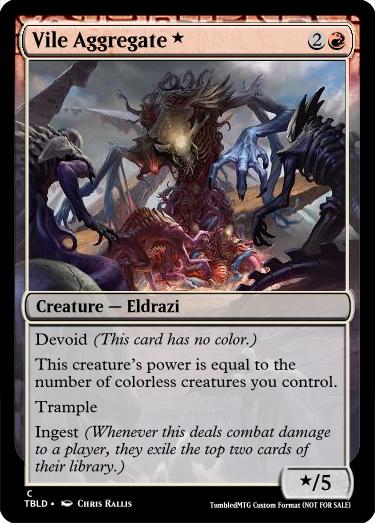 Vile Aggregate ★ 2
Creature — Eldrazi
Devoid (This card has no color.)
This creature's power is equal to the
number of colorless creatures you control.
Trample
Ingest (Whenever this deals combat damage
to a player, they exile the top two cards of
their library.)
★/5
C
TBLD • Chris Rallis
TumbledMTG Custom Format (NOT FOR SALE)